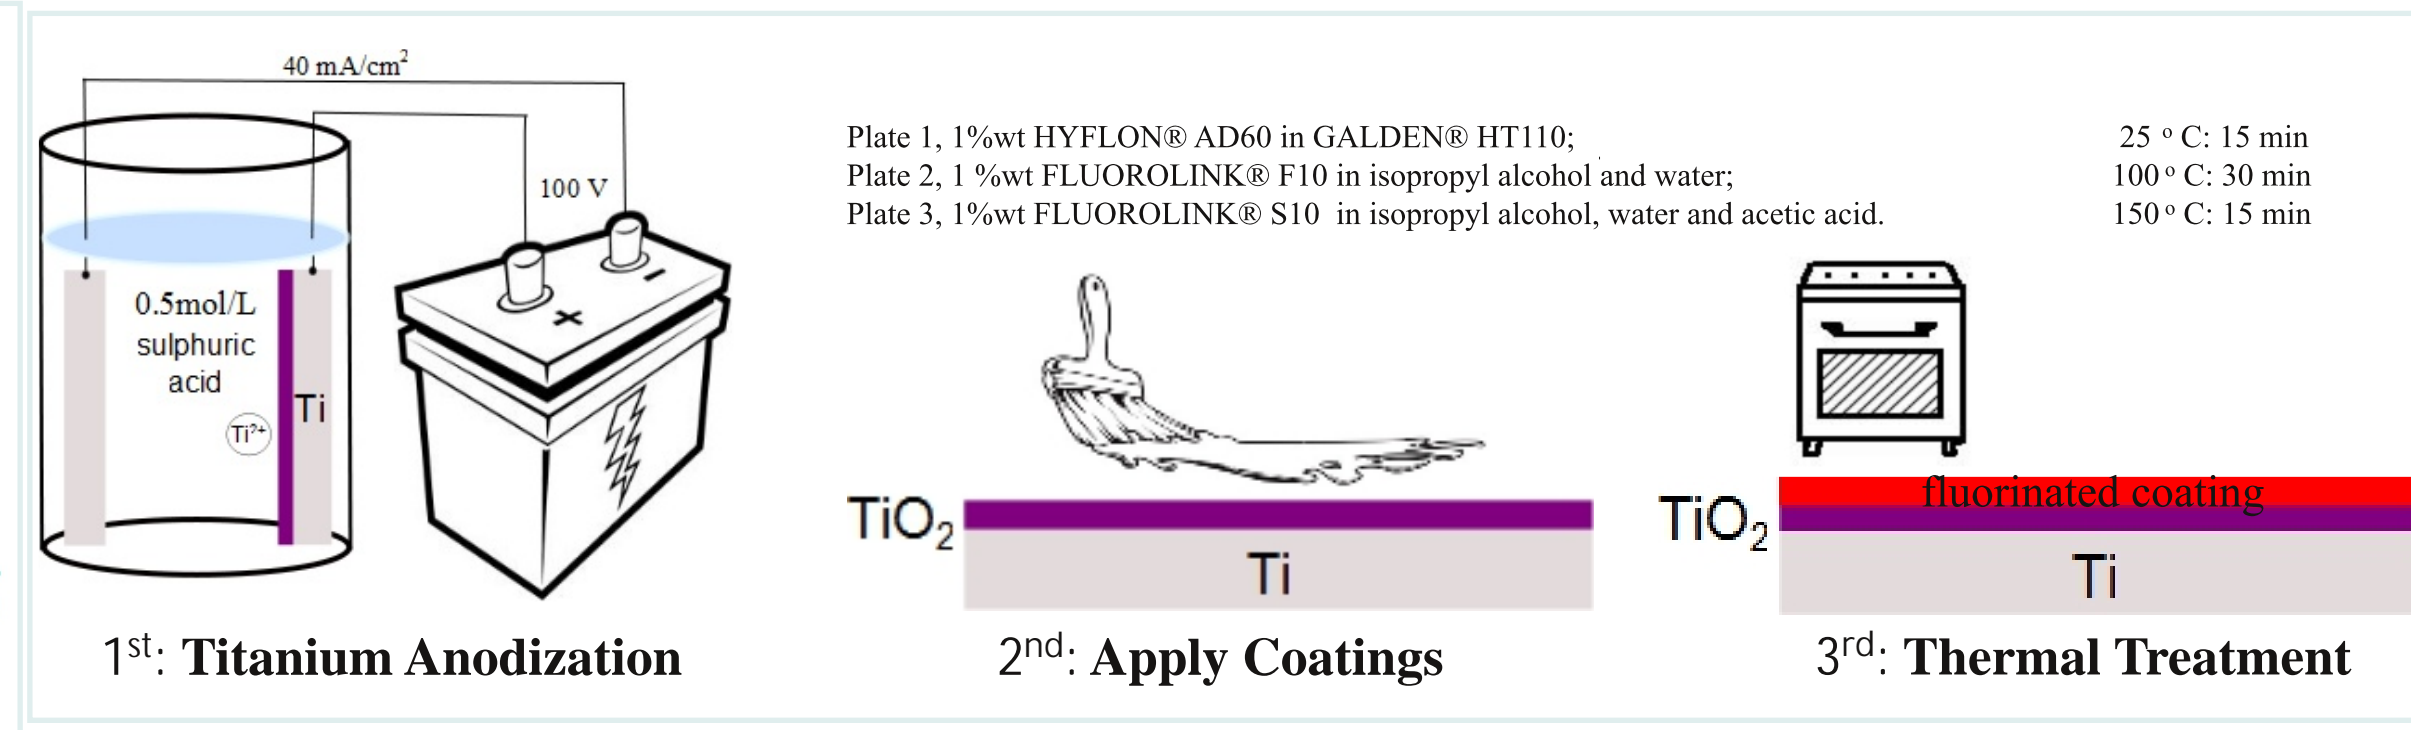 40 mA/cm²
100 V
0.5mol/L
sulphuric
acid
Ti²⁺
Ti
+
−
1st: Titanium Anodization
Plate 1, 1%wt HYFLON® AD60 in GALDEN® HT110;
Plate 2, 1 %wt FLUOROLINK® F10 in isopropyl alcohol and water;
Plate 3, 1%wt FLUOROLINK® S10 in isopropyl alcohol, water and acetic acid.
TiO₂
Ti
2nd: Apply Coatings
25 º C: 15 min
100 º C: 30 min
150 º C: 15 min
fluorinated coating
TiO₂
Ti
3rd: Thermal Treatment